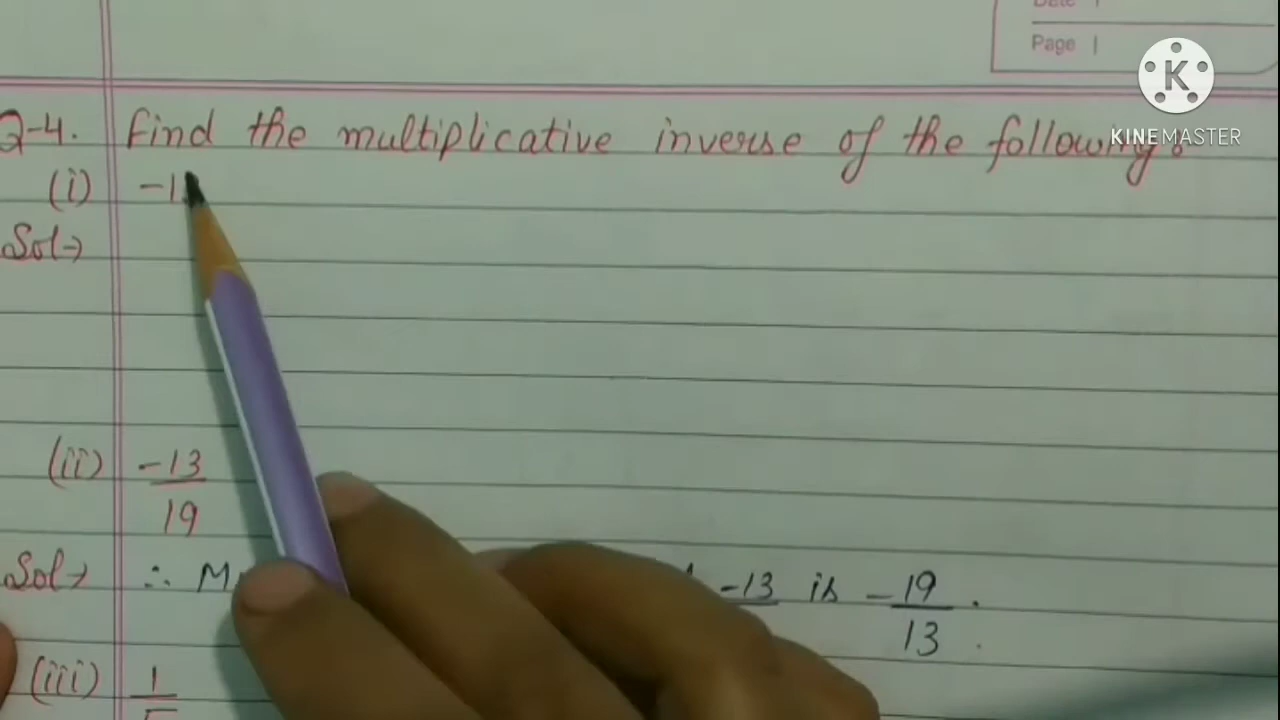 Date
Page
KINEMASTER
Q-4. Find the multiplicative inverse of the following:
(i)
Sol→
(ii) -13
19
Sol→ ∴ -13 is -19 .
13
(iii) 1